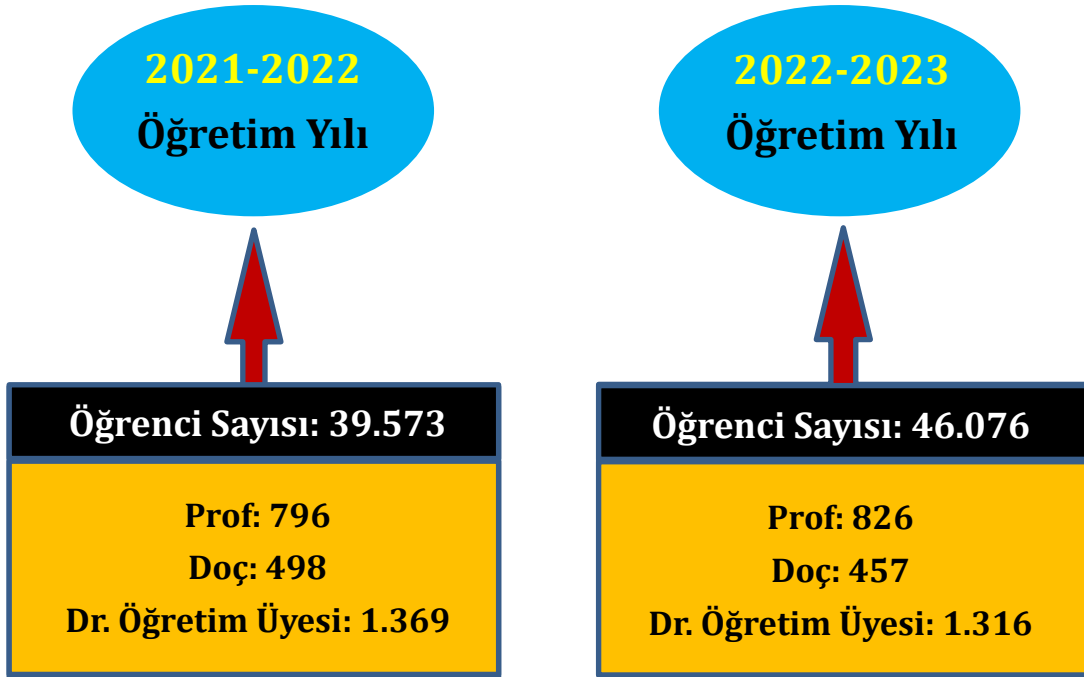 2021-2022
Öğretim Yılı
Öğrenci Sayısı: 39.573
Prof: 796
Doç: 498
Dr. Öğretim Üyesi: 1.369
2022-2023
Öğretim Yılı
Öğrenci Sayısı: 46.076
Prof: 826
Doç: 457
Dr. Öğretim Üyesi: 1.316